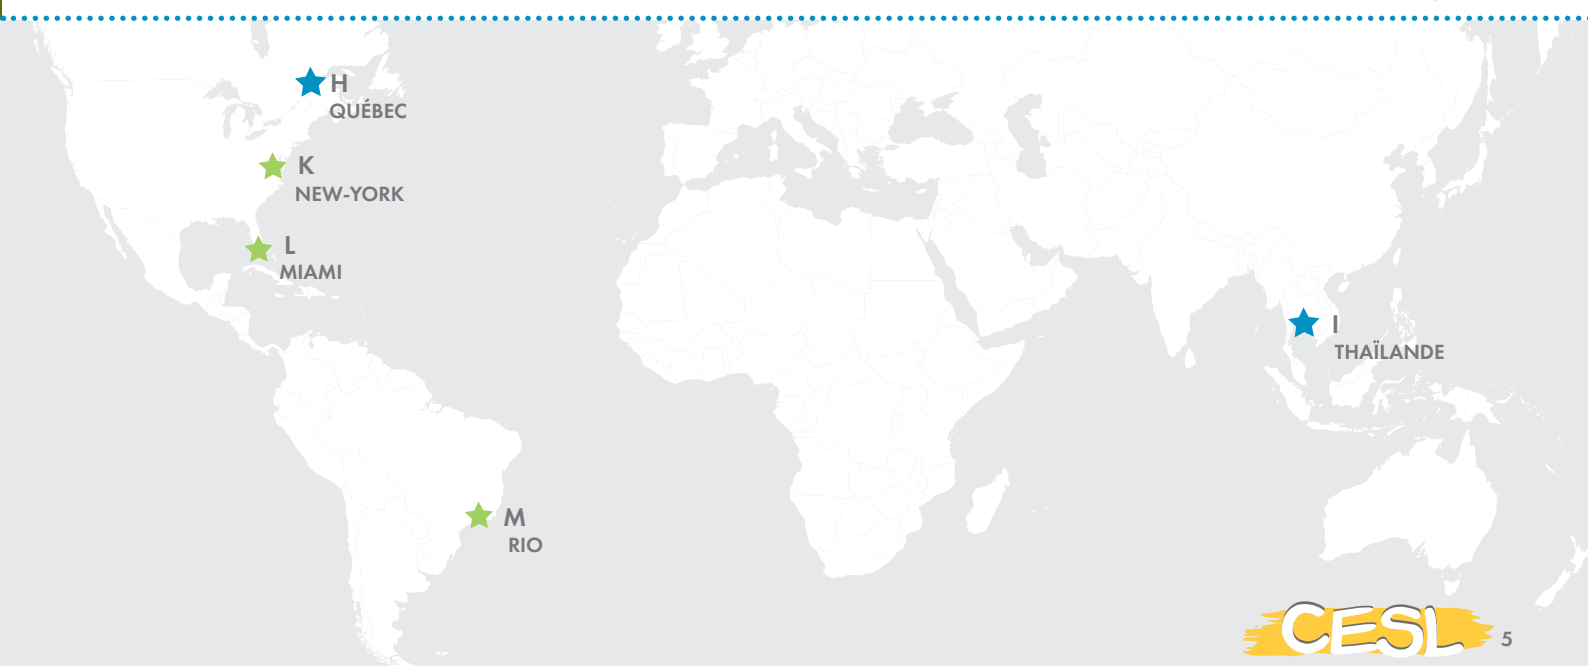 H
QUÉBEC
K
NEW-YORK
L
MIAMI
I
THAÏLANDE
M
RIO
CESL
5